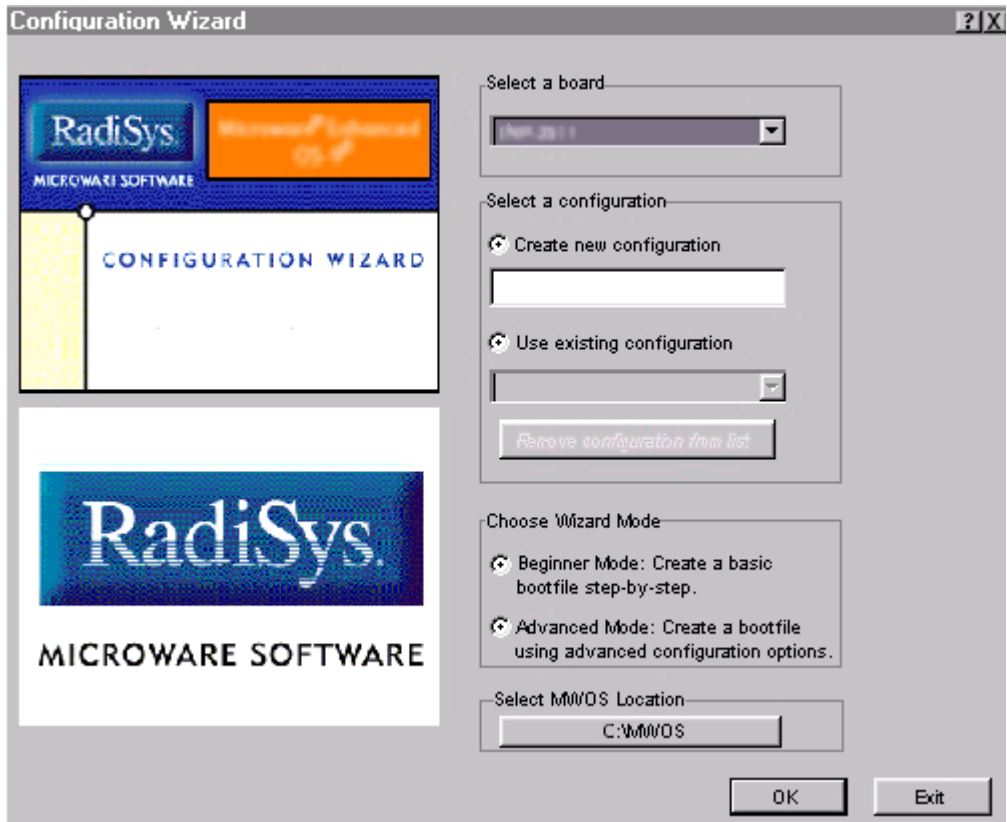 Configuration Wizard
RadiSys.
MICROWARE SOFTWARE
CONFIGURATION WIZARD
RadiSys.
MICROWARE SOFTWARE
Select a board
Select a configuration
Create new configuration
Use existing configuration
Remove configuration from list
Choose Wizard Mode
Beginner Mode: Create a basic
bootfile step-by-step.
Advanced Mode: Create a bootfile
using advanced configuration options.
Select MWOS Location
C:\MWOS
OK
Exit